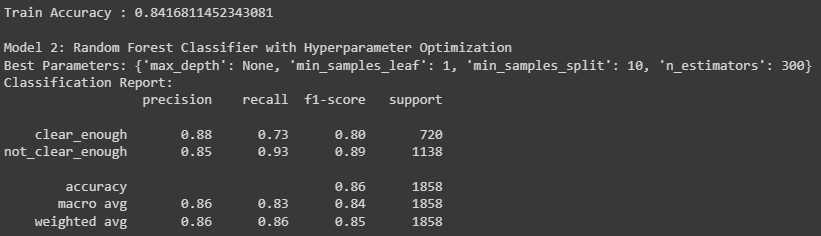 Train Accuracy : 0.8416811452343081
Model 2: Random Forest Classifier with Hyperparameter Optimization
Best Parameters: {'max_depth': None, 'min_samples_leaf': 1, 'min_samples_split': 10, 'n_estimators': 300}
Classification Report:
precision recall f1-score support
clear_enough 0.88 0.73 0.80 720
not_clear_enough 0.85 0.93 0.89 1138
accuracy 0.86 1858
macro avg 0.86 0.83 0.84 1858
weighted avg 0.86 0.86 0.85 1858